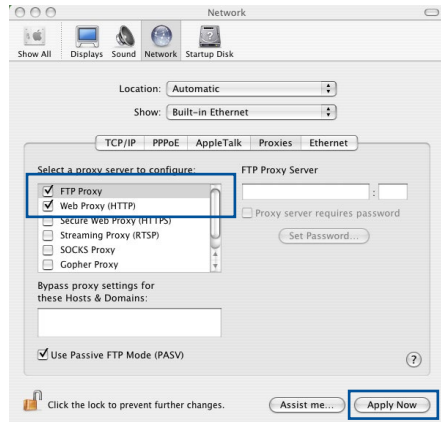 Network
Show All Displays Sound Network Startup Disk
Location: Automatic
Show: Built-in Ethernet
TCP/IP PPPoE AppleTalk Proxies Ethernet
Select a proxy server to configure: FTP Proxy Server
FTP Proxy
:
Web Proxy (HTTP)
Proxy server requires password
Secure Web Proxy (HTTPS)
Streaming Proxy (RTSP) Set Password...
SOCKS Proxy
Gopher Proxy
Bypass proxy settings for
these Hosts & Domains:
Use Passive FTP Mode (PASV)
?
Click the lock to prevent further changes. Assist me... Apply Now